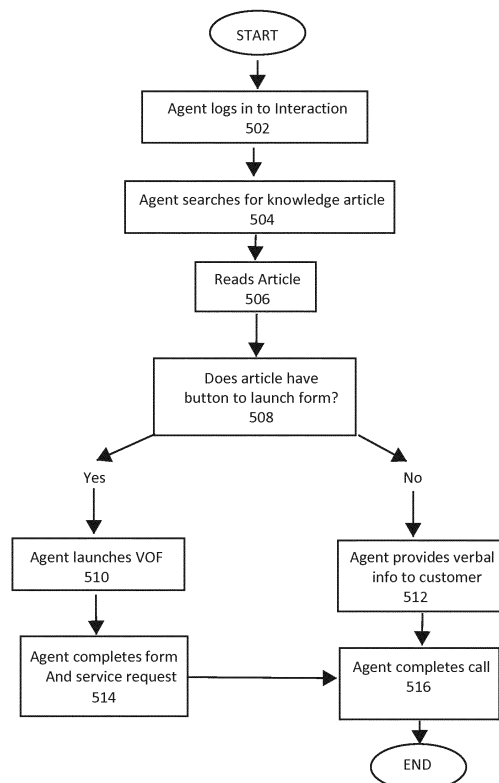 START
Agent logs in to Interaction
502
Agent searches for knowledge article
504
Reads Article
506
Does article have
button to launch form?
508
Yes
No
Agent launches VOF
510
Agent provides verbal
info to customer
512
Agent completes form
And service request
514
Agent completes call
516
END